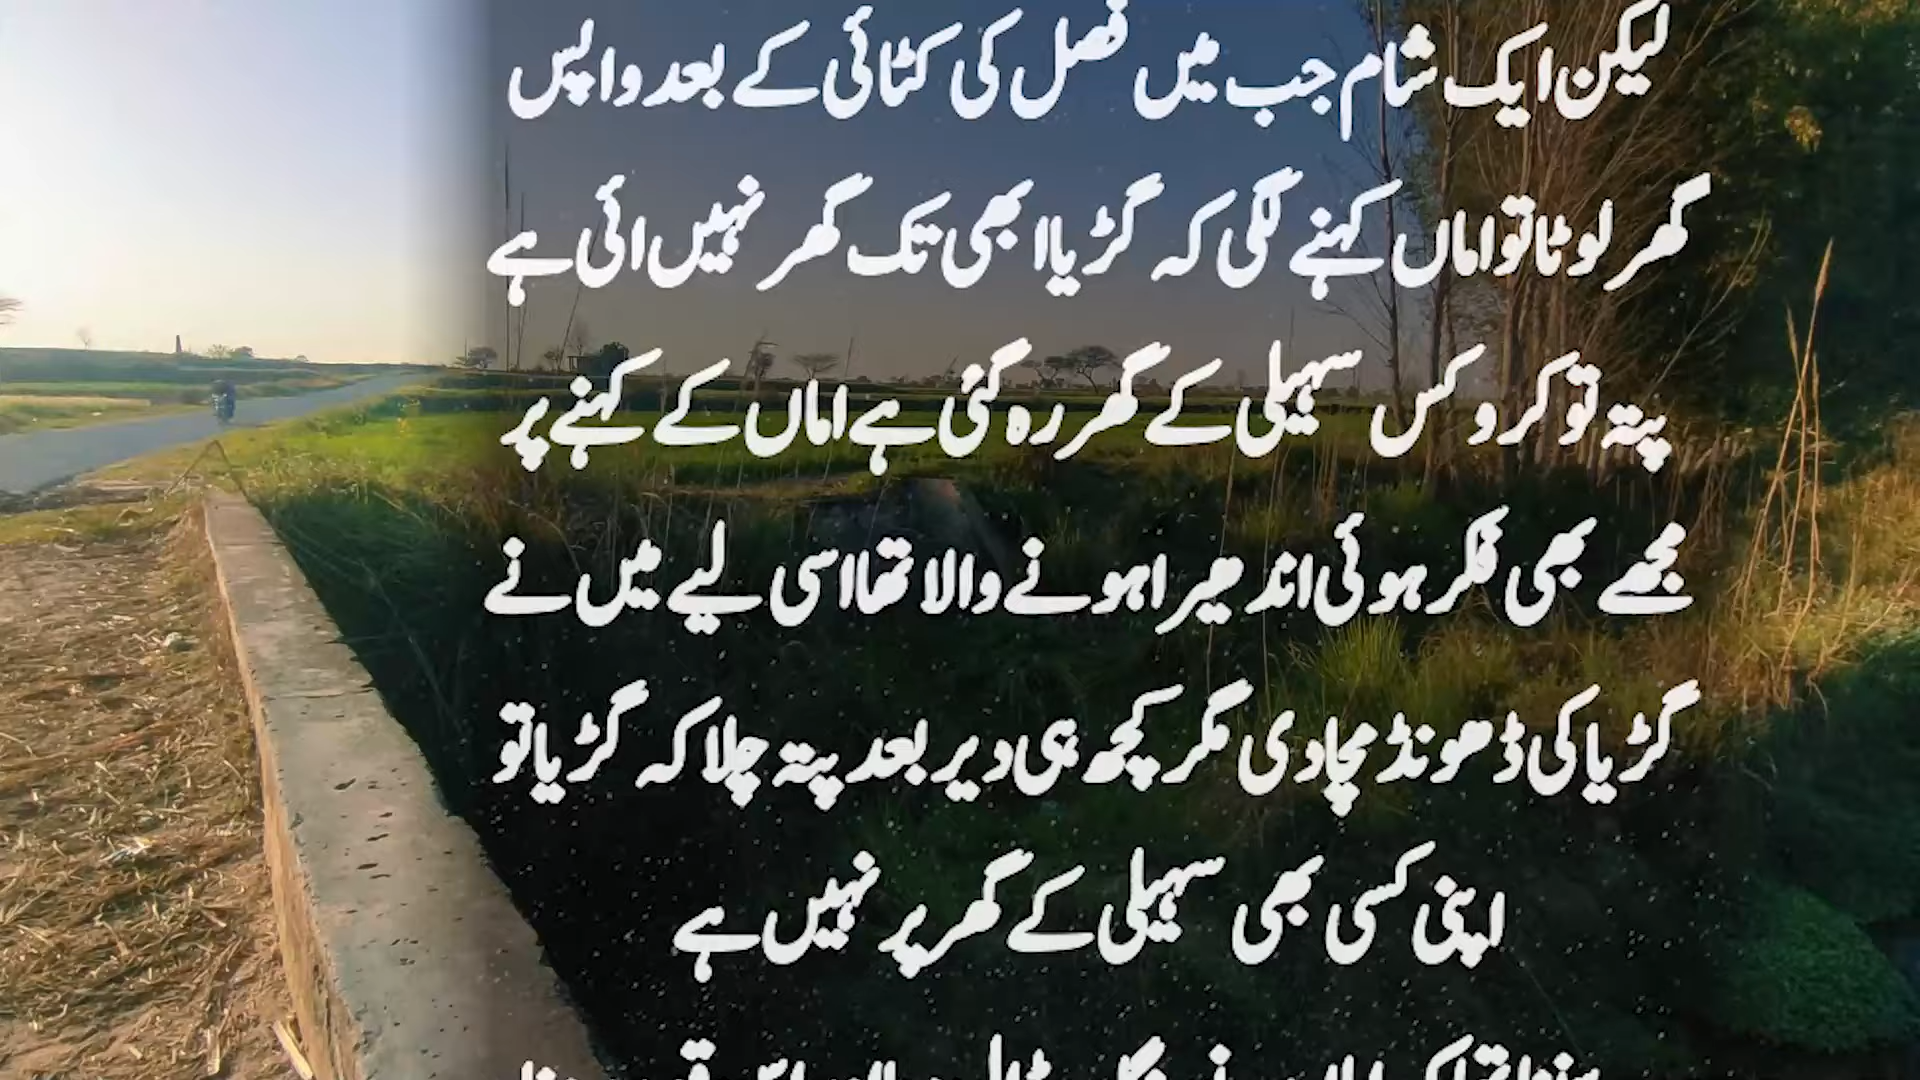 لیکن ایک شام جب میں فصل کی کٹائی کے بعد واپس
گھر لوٹا تو اماں کہنے لگی کہ گڑیا ابھی تک گھر نہیں ائی ہے
پتہ تو کرو کس سہیلی کے گھر رہ گئی ہے اماں کے کہنے پر
مجھے بھی فکر ہوئی اندھیرا ہونے والا تھا اسی لیے میں نے
گڑیا کی ڈھونڈ مچا دی مگر کچھ ہی دیر بعد پتہ چلا کہ گڑیا تو
اپنی کسی بھی سہیلی کے گھر پر نہیں ہے